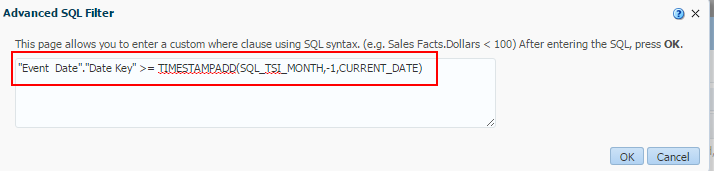 Advanced SQL Filter
This page allows you to enter a custom where clause using SQL syntax. (e.g. Sales Facts.Dollars < 100) After entering the SQL, press OK.
"Event Date"."Date Key" >= TIMESTAMPADD(SQL_TSI_MONTH,-1,CURRENT_DATE)
OK Cancel